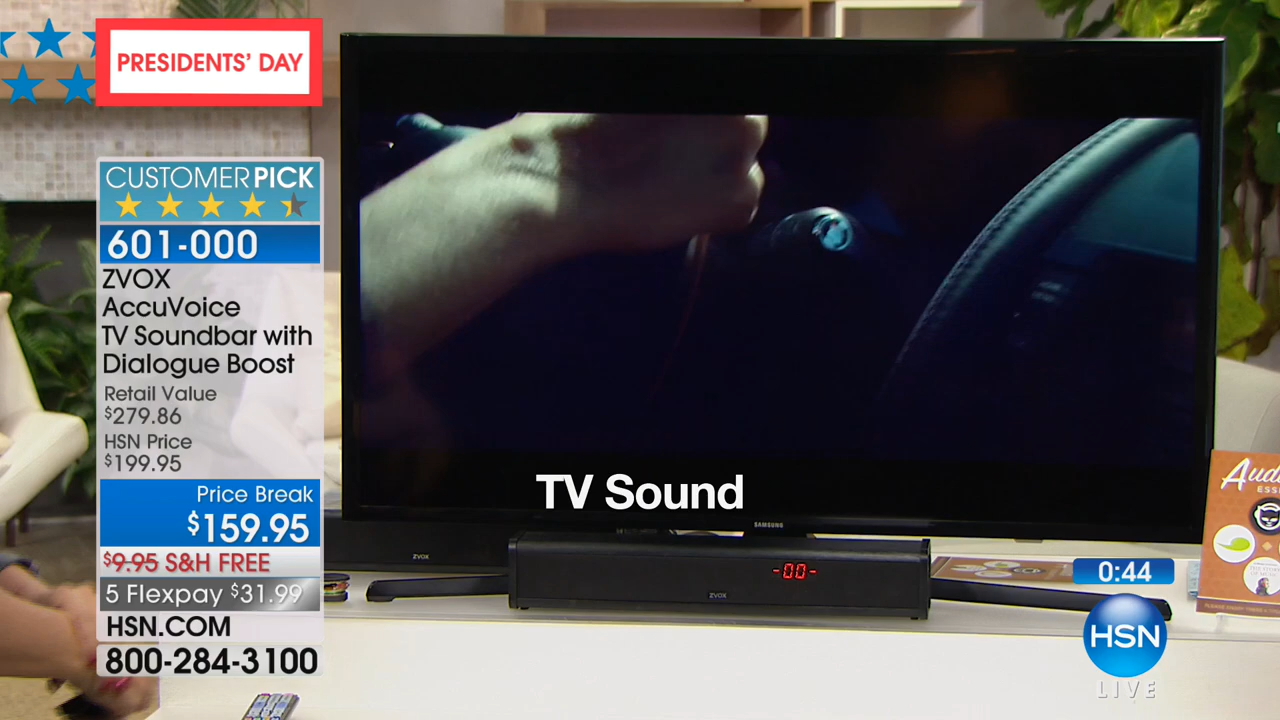 PRESIDENTS' DAY
CUSTOMER PICK
601-000
ZVOX
AccuVoice
TV Soundbar with
Dialogue Boost
Retail Value
$279.86
HSN Price
$199.95
Price Break
$159.95
$9.95 S&H FREE
5 Flexpay $31.99
HSN.COM
800-284-3100
TV Sound
SAMSUNG
ZVOX
-00-
ZVOX
0:44
HSN
LIVE